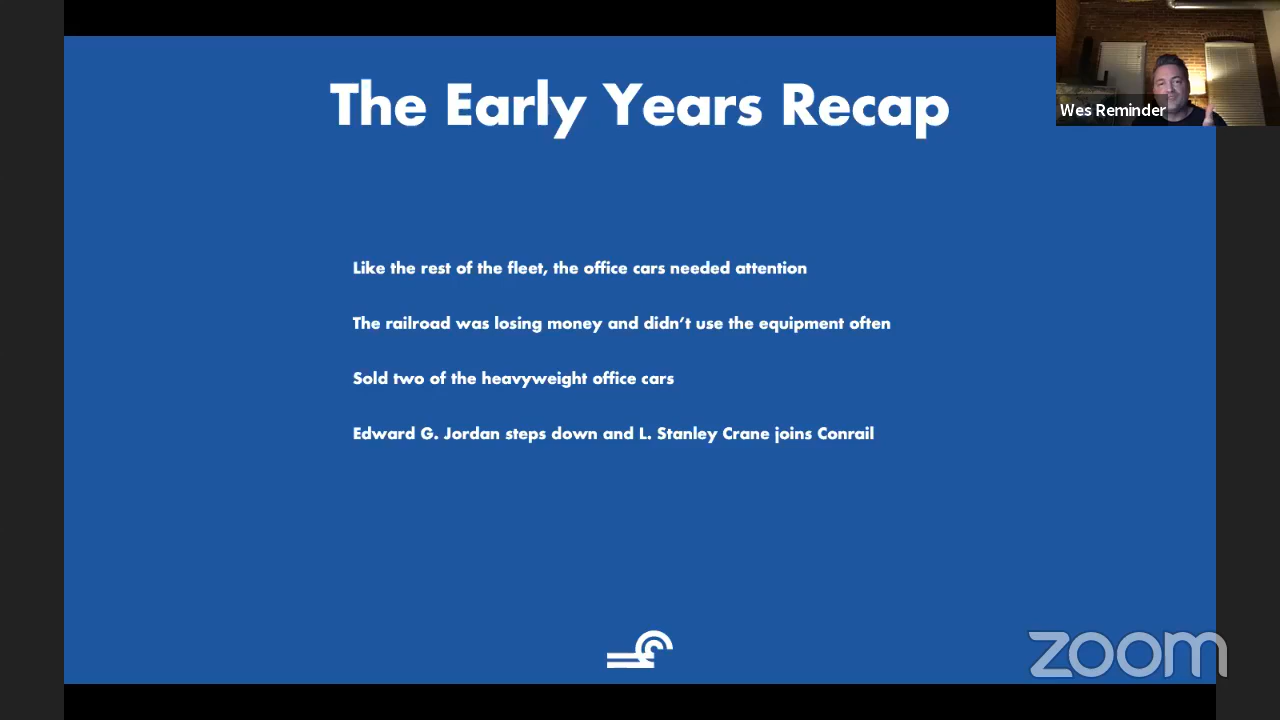 The Early Years Recap
Wes Reminder
Like the rest of the fleet, the office cars needed attention
The railroad was losing money and didn't use the equipment often
Sold two of the heavyweight office cars
Edward G. Jordan steps down and L. Stanley Crane joins Conrail
zoom